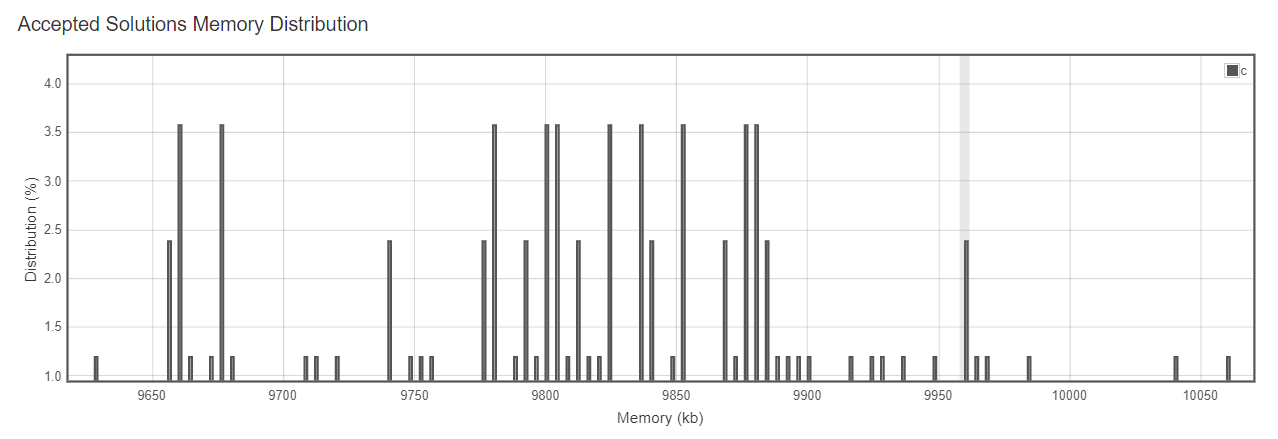 Accepted Solutions Memory Distribution
c
4.0
3.5
3.0
2.5
2.0
1.5
1.0
Distribution (%)
9650 9700 9750 9800 9850 9900 9950 10000 10050
Memory (kb)